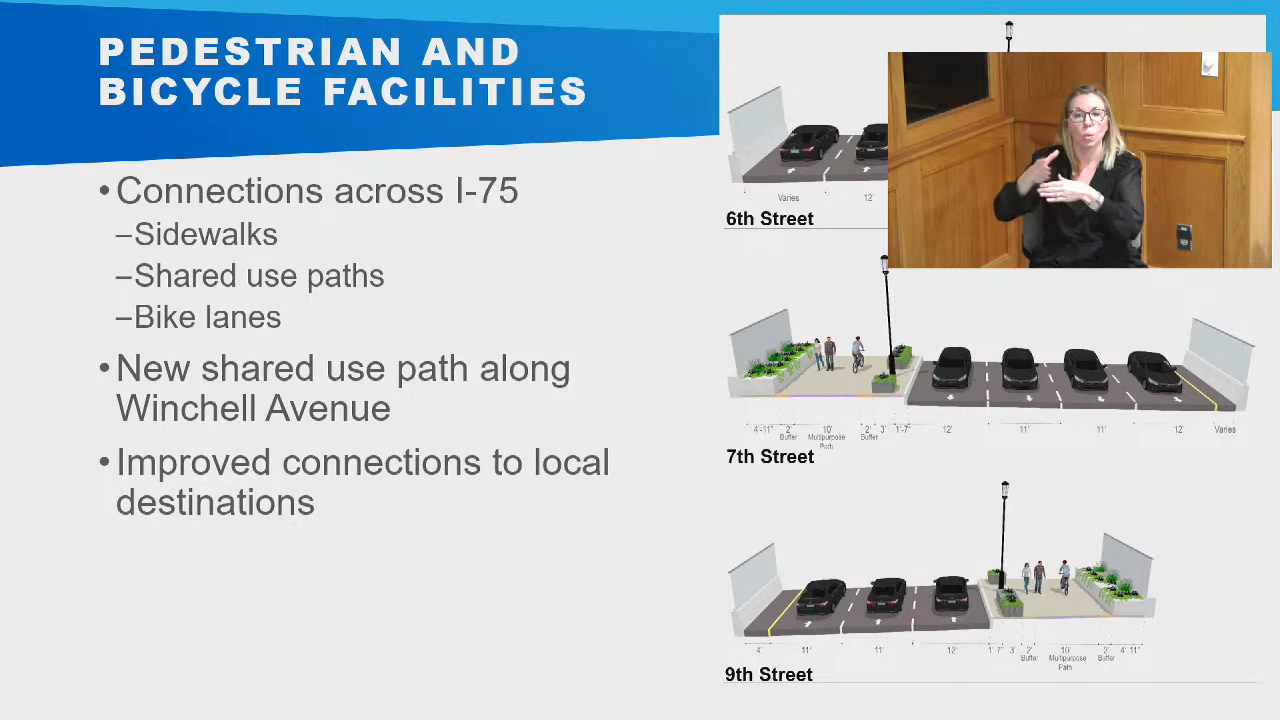 PEDESTRIAN AND
BICYCLE FACILITIES
•Connections across I-75
–Sidewalks
–Shared use paths
–Bike lanes
•New shared use path along
Winchell Avenue
•Improved connections to local
destinations
Varies 12'
6th Street
4'-11" 2' 10' 2' 3' 1'-7" 12' 11' 11' 12' Varies
Buffer Multipurpose Buffer
Path
7th Street
4' 11' 11' 12' 1' 7" 3' 2' 10' 2' 4' 11"
Buffer Multipurpose Buffer
Path
9th Street